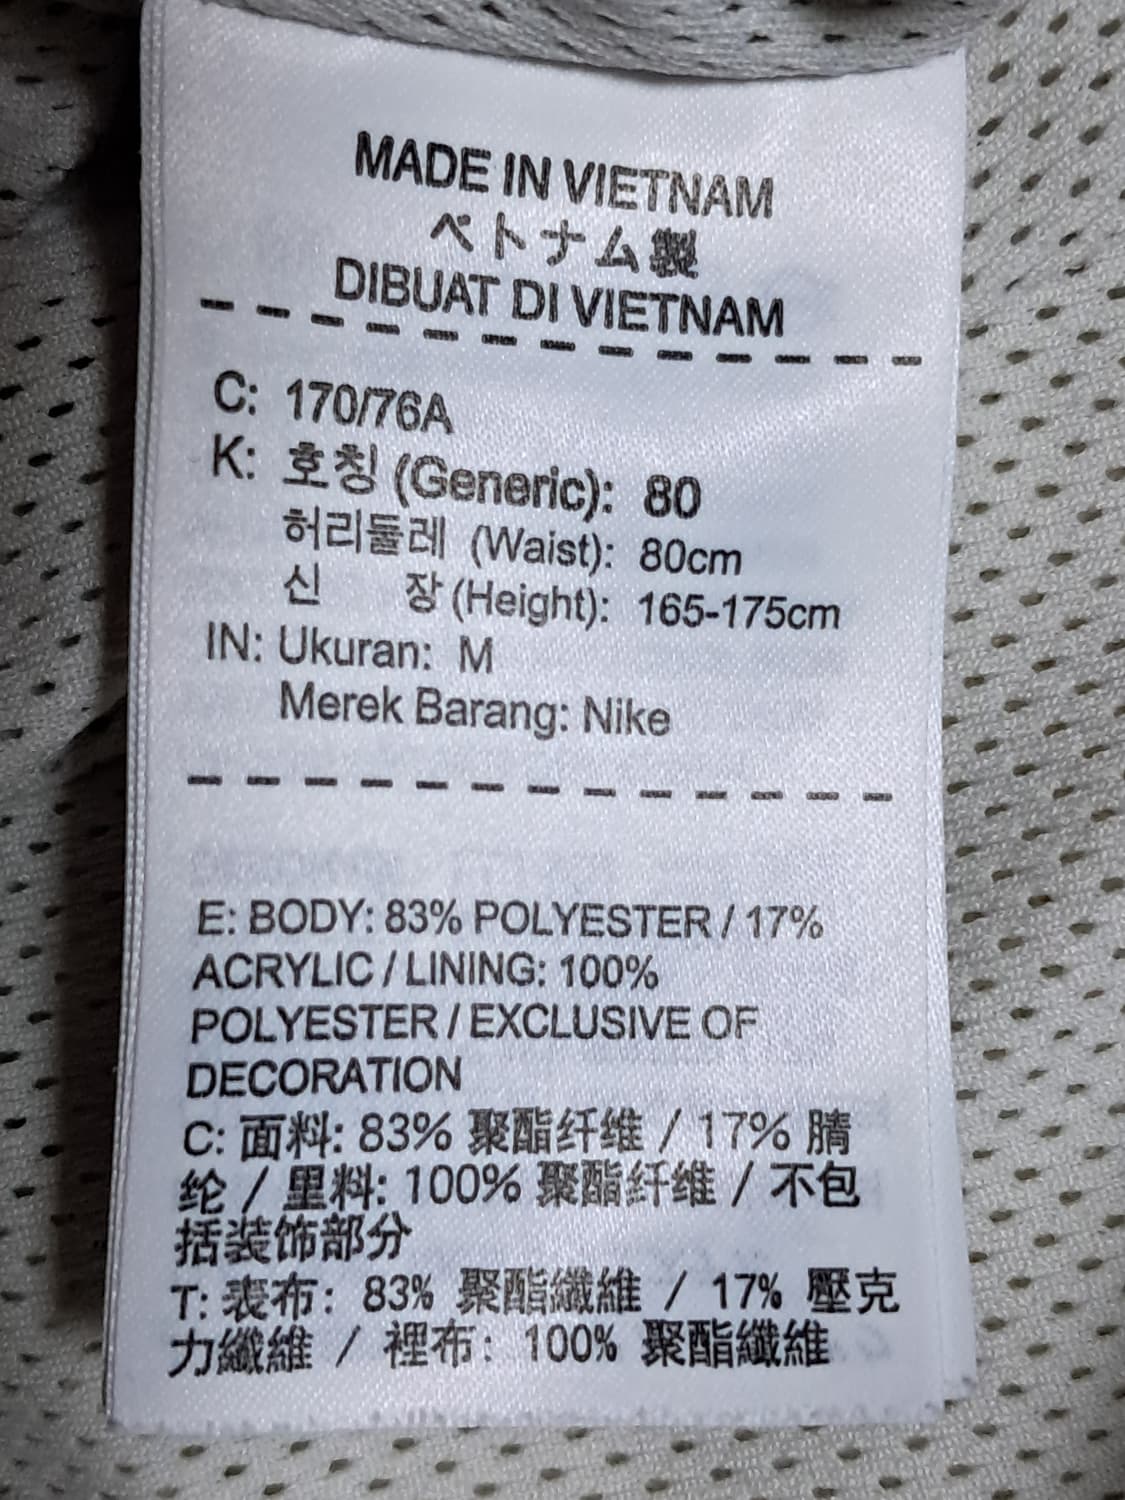 MADE IN VIETNAM
ベトナム製
DIBUAT DI VIETNAM
C: 170/76A
K: 호칭 (Generic): 80
허리둘레 (Waist): 80cm
신 장 (Height): 165-175cm
IN: Ukuran: M
Merek Barang: Nike
E: BODY: 83% POLYESTER / 17%
ACRYLIC / LINING: 100%
POLYESTER / EXCLUSIVE OF
DECORATION
C: 面料: 83% 聚酯纤维 / 17% 腈
纶 / 里料: 100% 聚酯纤维 / 不包
括装饰部分
T: 表布: 83% 聚酯纖維 / 17% 壓克
力纖維 / 裡布: 100% 聚酯纖維